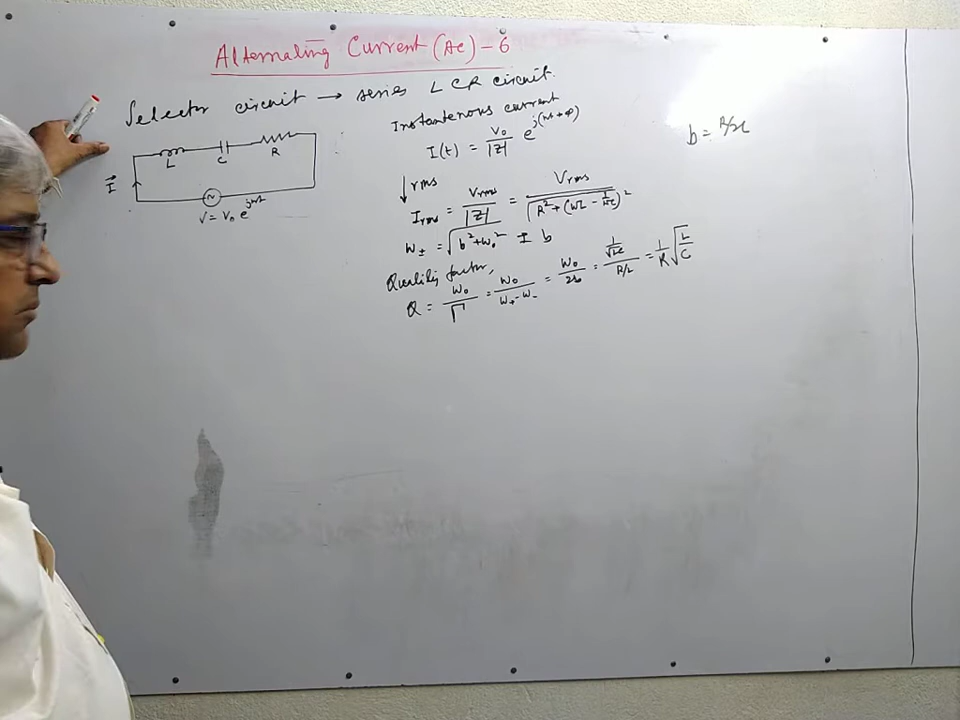 Alternating Current (Ac) - 6
Selector circuit → series LCR circuit.
L C R
I⃗
V = V₀ e^{jωt}
Instantenous current
I(t) = V₀/|Z| e^{j(ωt+φ)}
↓ rms
I_rms = V_rms/|Z| = V_rms/√(R² + (ωL - 1/ωC)²)
ω± = √(b² + ω₀²) ± b
Quality factor,
Q = ω₀/Γ = ω₀/(ω₊ - ω₋) = ω₀/2b = (1/√LC)/(R/L) = 1/R √(L/C)
b = R/2L